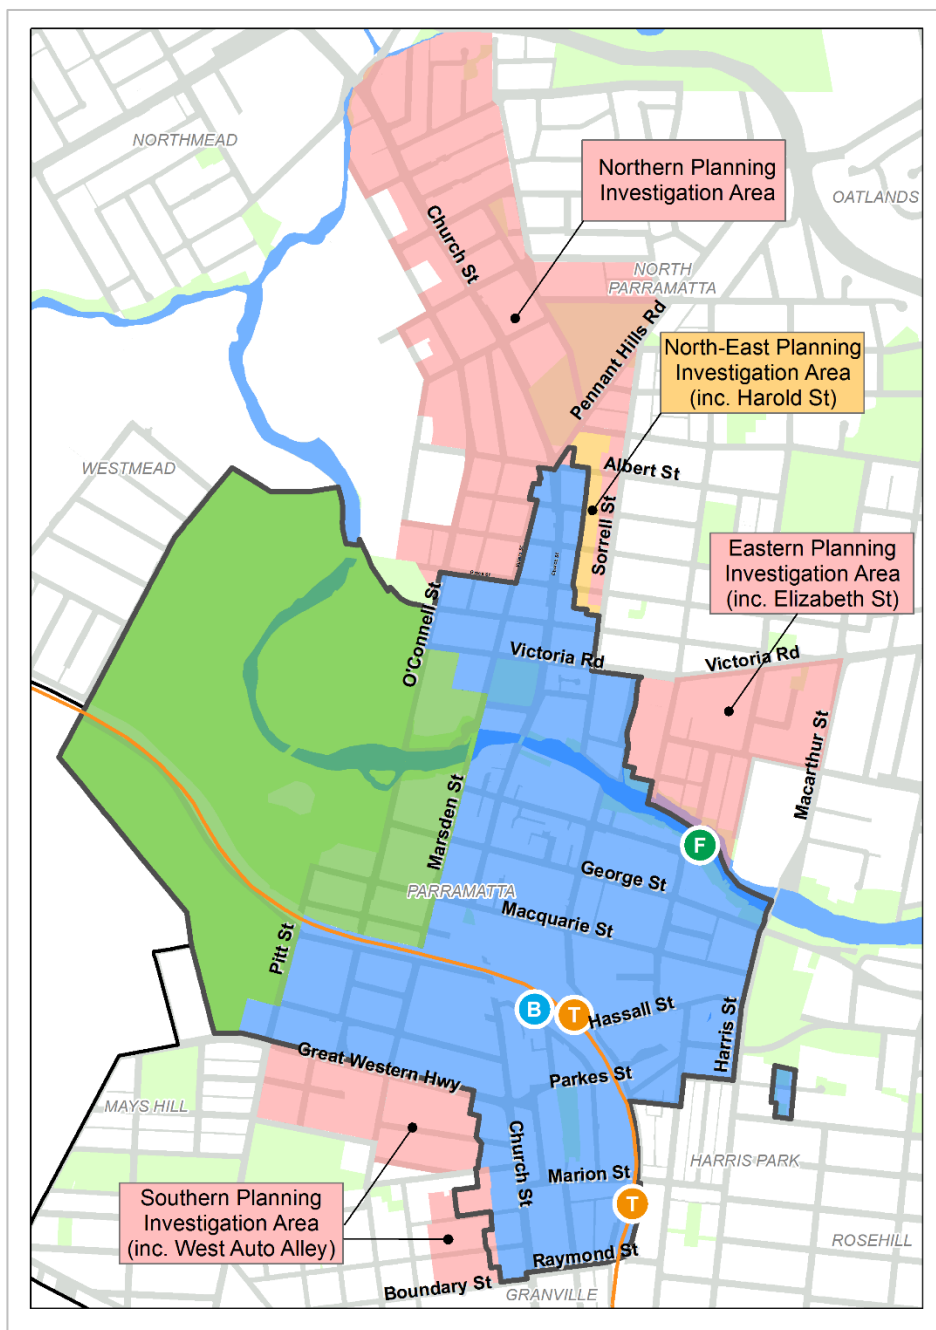 NORTHMEAD
Northern Planning
Investigation Area
OATLANDS
Church St
NORTH
PARRAMATTA
Pennant Hills Rd
North-East Planning
Investigation Area
(inc. Harold St)
WESTMEAD
Albert St
Sorrell St
Eastern Planning
Investigation Area
(inc. Elizabeth St)
O'Connell St
Victoria Rd
Victoria Rd
Macarthur St
Marsden St
F
George St
PARRAMATTA
Macquarie St
Pitt St
B
T
Hassall St
Harris St
Great Western Hwy
Parkes St
MAYS HILL
Church St
Marion St
HARRIS PARK
Southern Planning
Investigation Area
(inc. West Auto Alley)
T
ROSEHILL
Raymond St
Boundary St
GRANVILLE